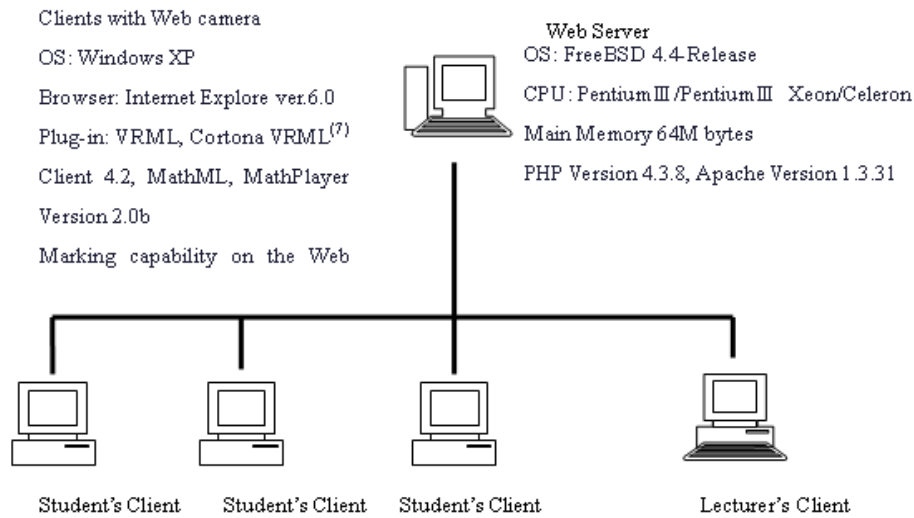 Clients with Web camera
OS: Windows XP
Browser: Internet Explore ver.6.0
Plug-in: VRML, Cortona VRML(7)
Client 4.2, MathML, MathPlayer
Version 2.0b
Marking capability on the Web
Web Server
OS: FreeBSD 4.4-Release
CPU: PentiumⅢ/PentiumⅢ Xeon/Celeron
Main Memory 64M bytes
PHP Version 4.3.8, Apache Version 1.3.31
Student's Client Student's Client Student's Client Lecturer's Client